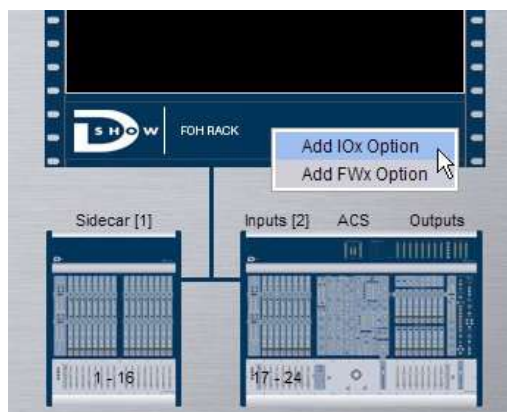 D SHOW FOH RACK
Add IOx Option
Add FWx Option
Sidecar [1] Inputs [2] ACS Outputs
1 - 16 17 - 24